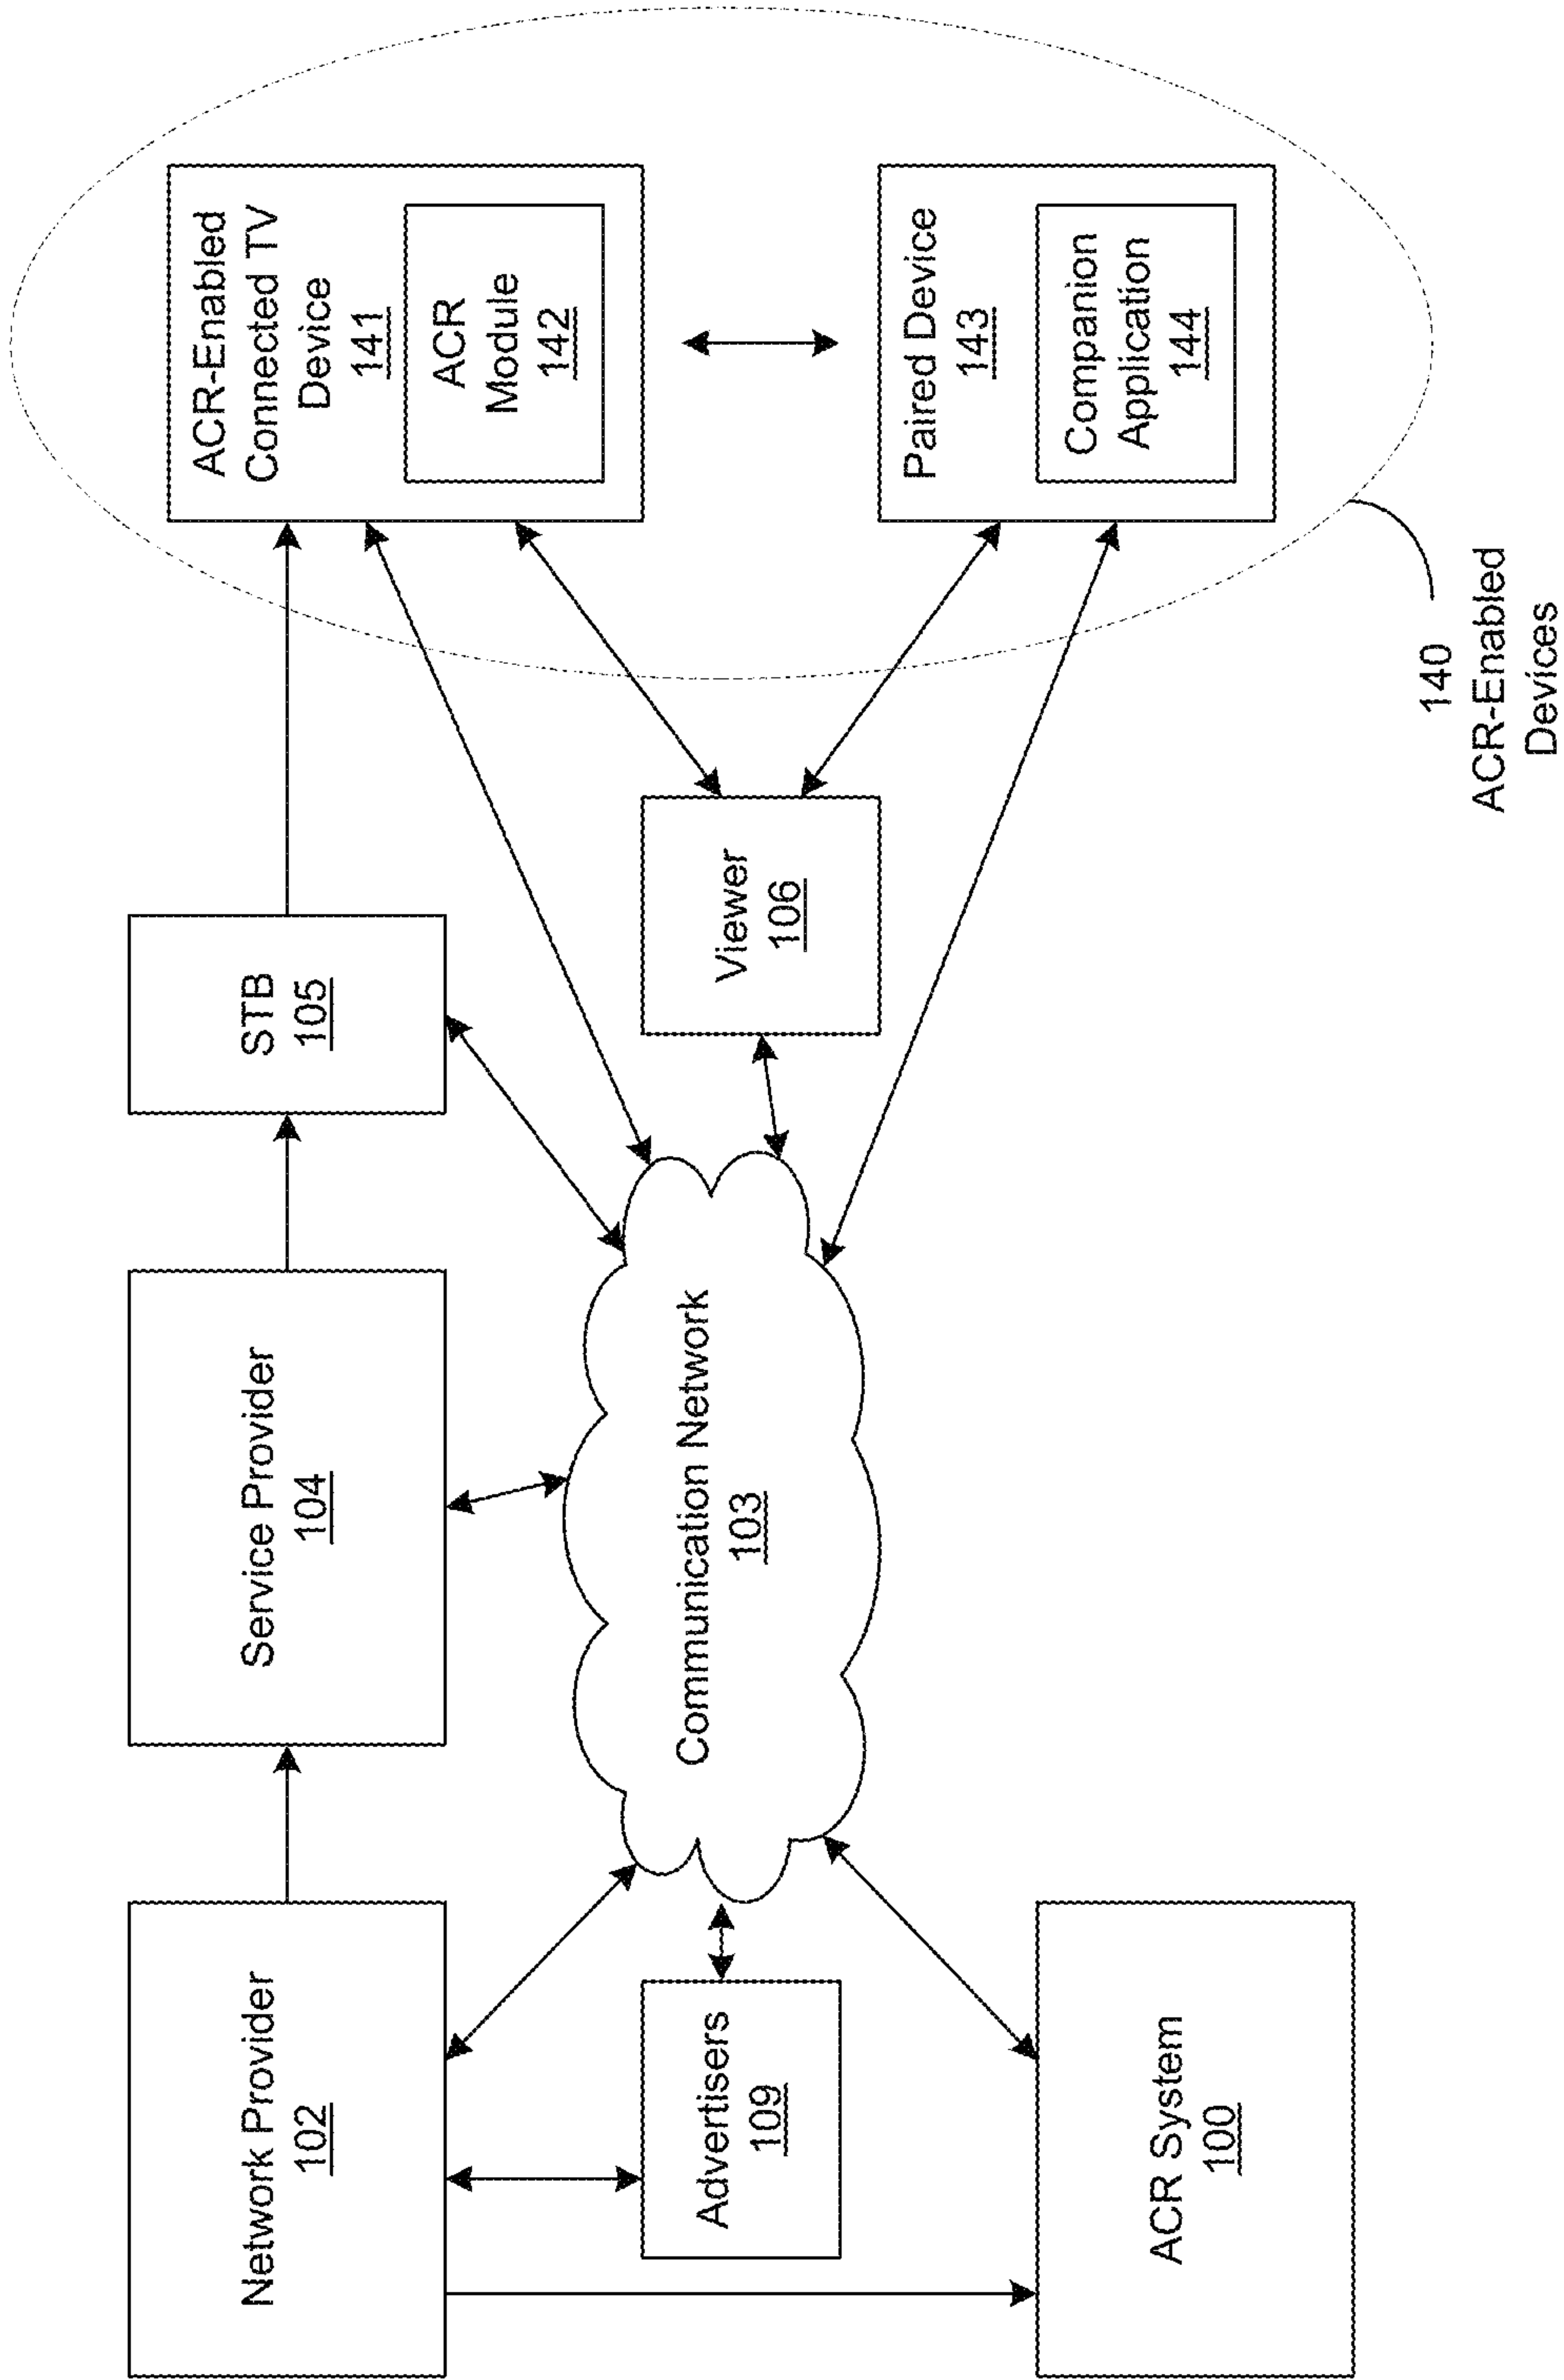 Network Provider
102
Service Provider
104
STB
105
ACR-Enabled
Connected TV
Device
141
ACR
Module
142
Advertisers
109
Communication Network
103
Viewer
106
Paired Device
143
Companion
Application
144
ACR System
100
140
ACR-Enabled
Devices